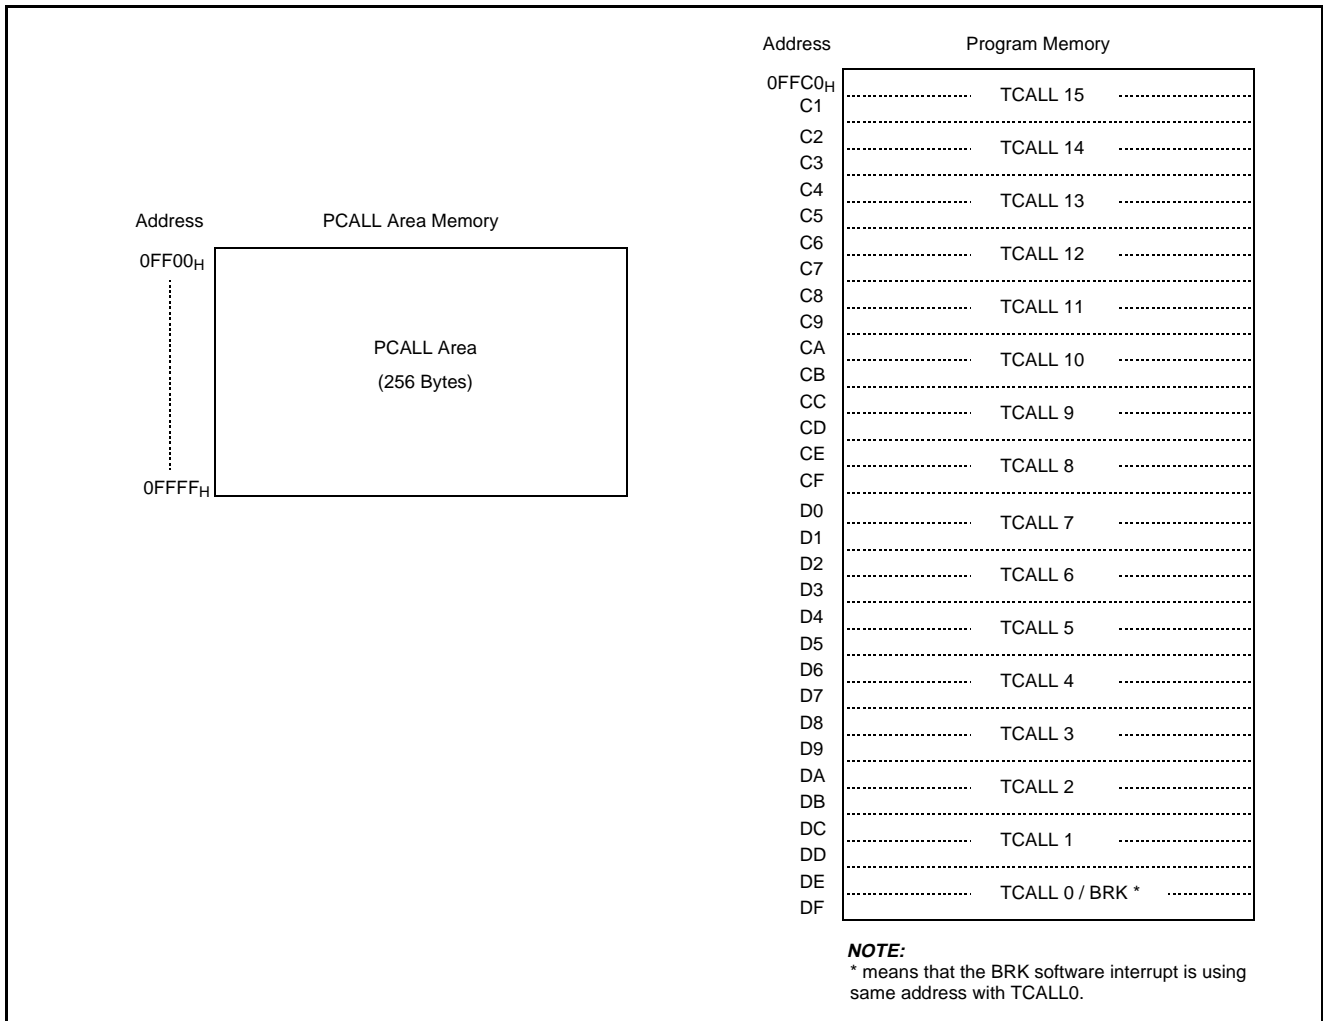 Address PCALL Area Memory
0FF00H
PCALL Area
(256 Bytes)
0FFFFH
Address Program Memory
0FFC0H
C1
TCALL 15
C2
C3
TCALL 14
C4
C5
TCALL 13
C6
C7
TCALL 12
C8
C9
TCALL 11
CA
CB
TCALL 10
CC
CD
TCALL 9
CE
CF
TCALL 8
D0
D1
TCALL 7
D2
D3
TCALL 6
D4
D5
TCALL 5
D6
D7
TCALL 4
D8
D9
TCALL 3
DA
DB
TCALL 2
DC
DD
TCALL 1
DE
DF
TCALL 0 / BRK *
NOTE:
* means that the BRK software interrupt is using
same address with TCALL0.